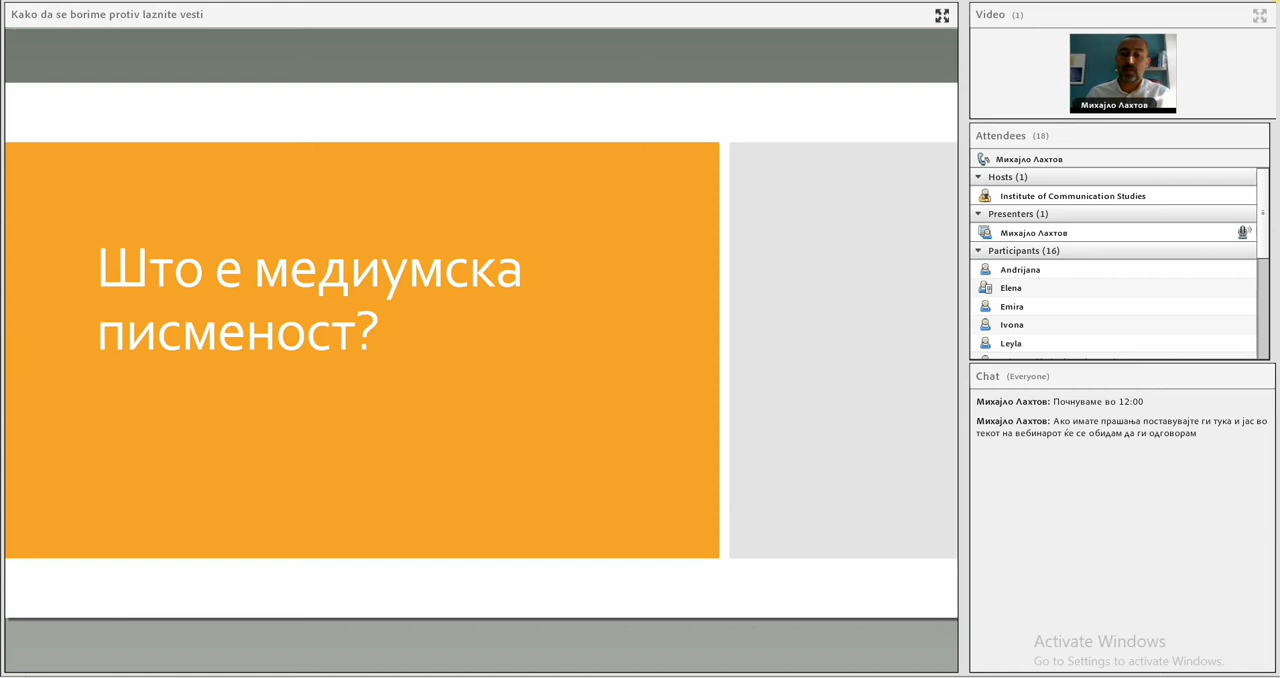 Kako da se borime protiv laznite vesti
Што е медиумска
писменост?
Video (1)
Михајло Лахтов
Attendees (18)
Михајло Лахтов
Hosts (1)
Institute of Communication Studies
Presenters (1)
Михајло Лахтов
Participants (16)
Andrijana
Elena
Emira
Ivona
Leyla
Chat (Everyone)
Михајло Лахтов: Почнуваме во 12:00
Михајло Лахтов: Ако имате прашања поставувајте ги тука и јас во
текот на вебинарот ќе се обидам да ги одговорам
Activate Windows
Go to Settings to activate Windows.